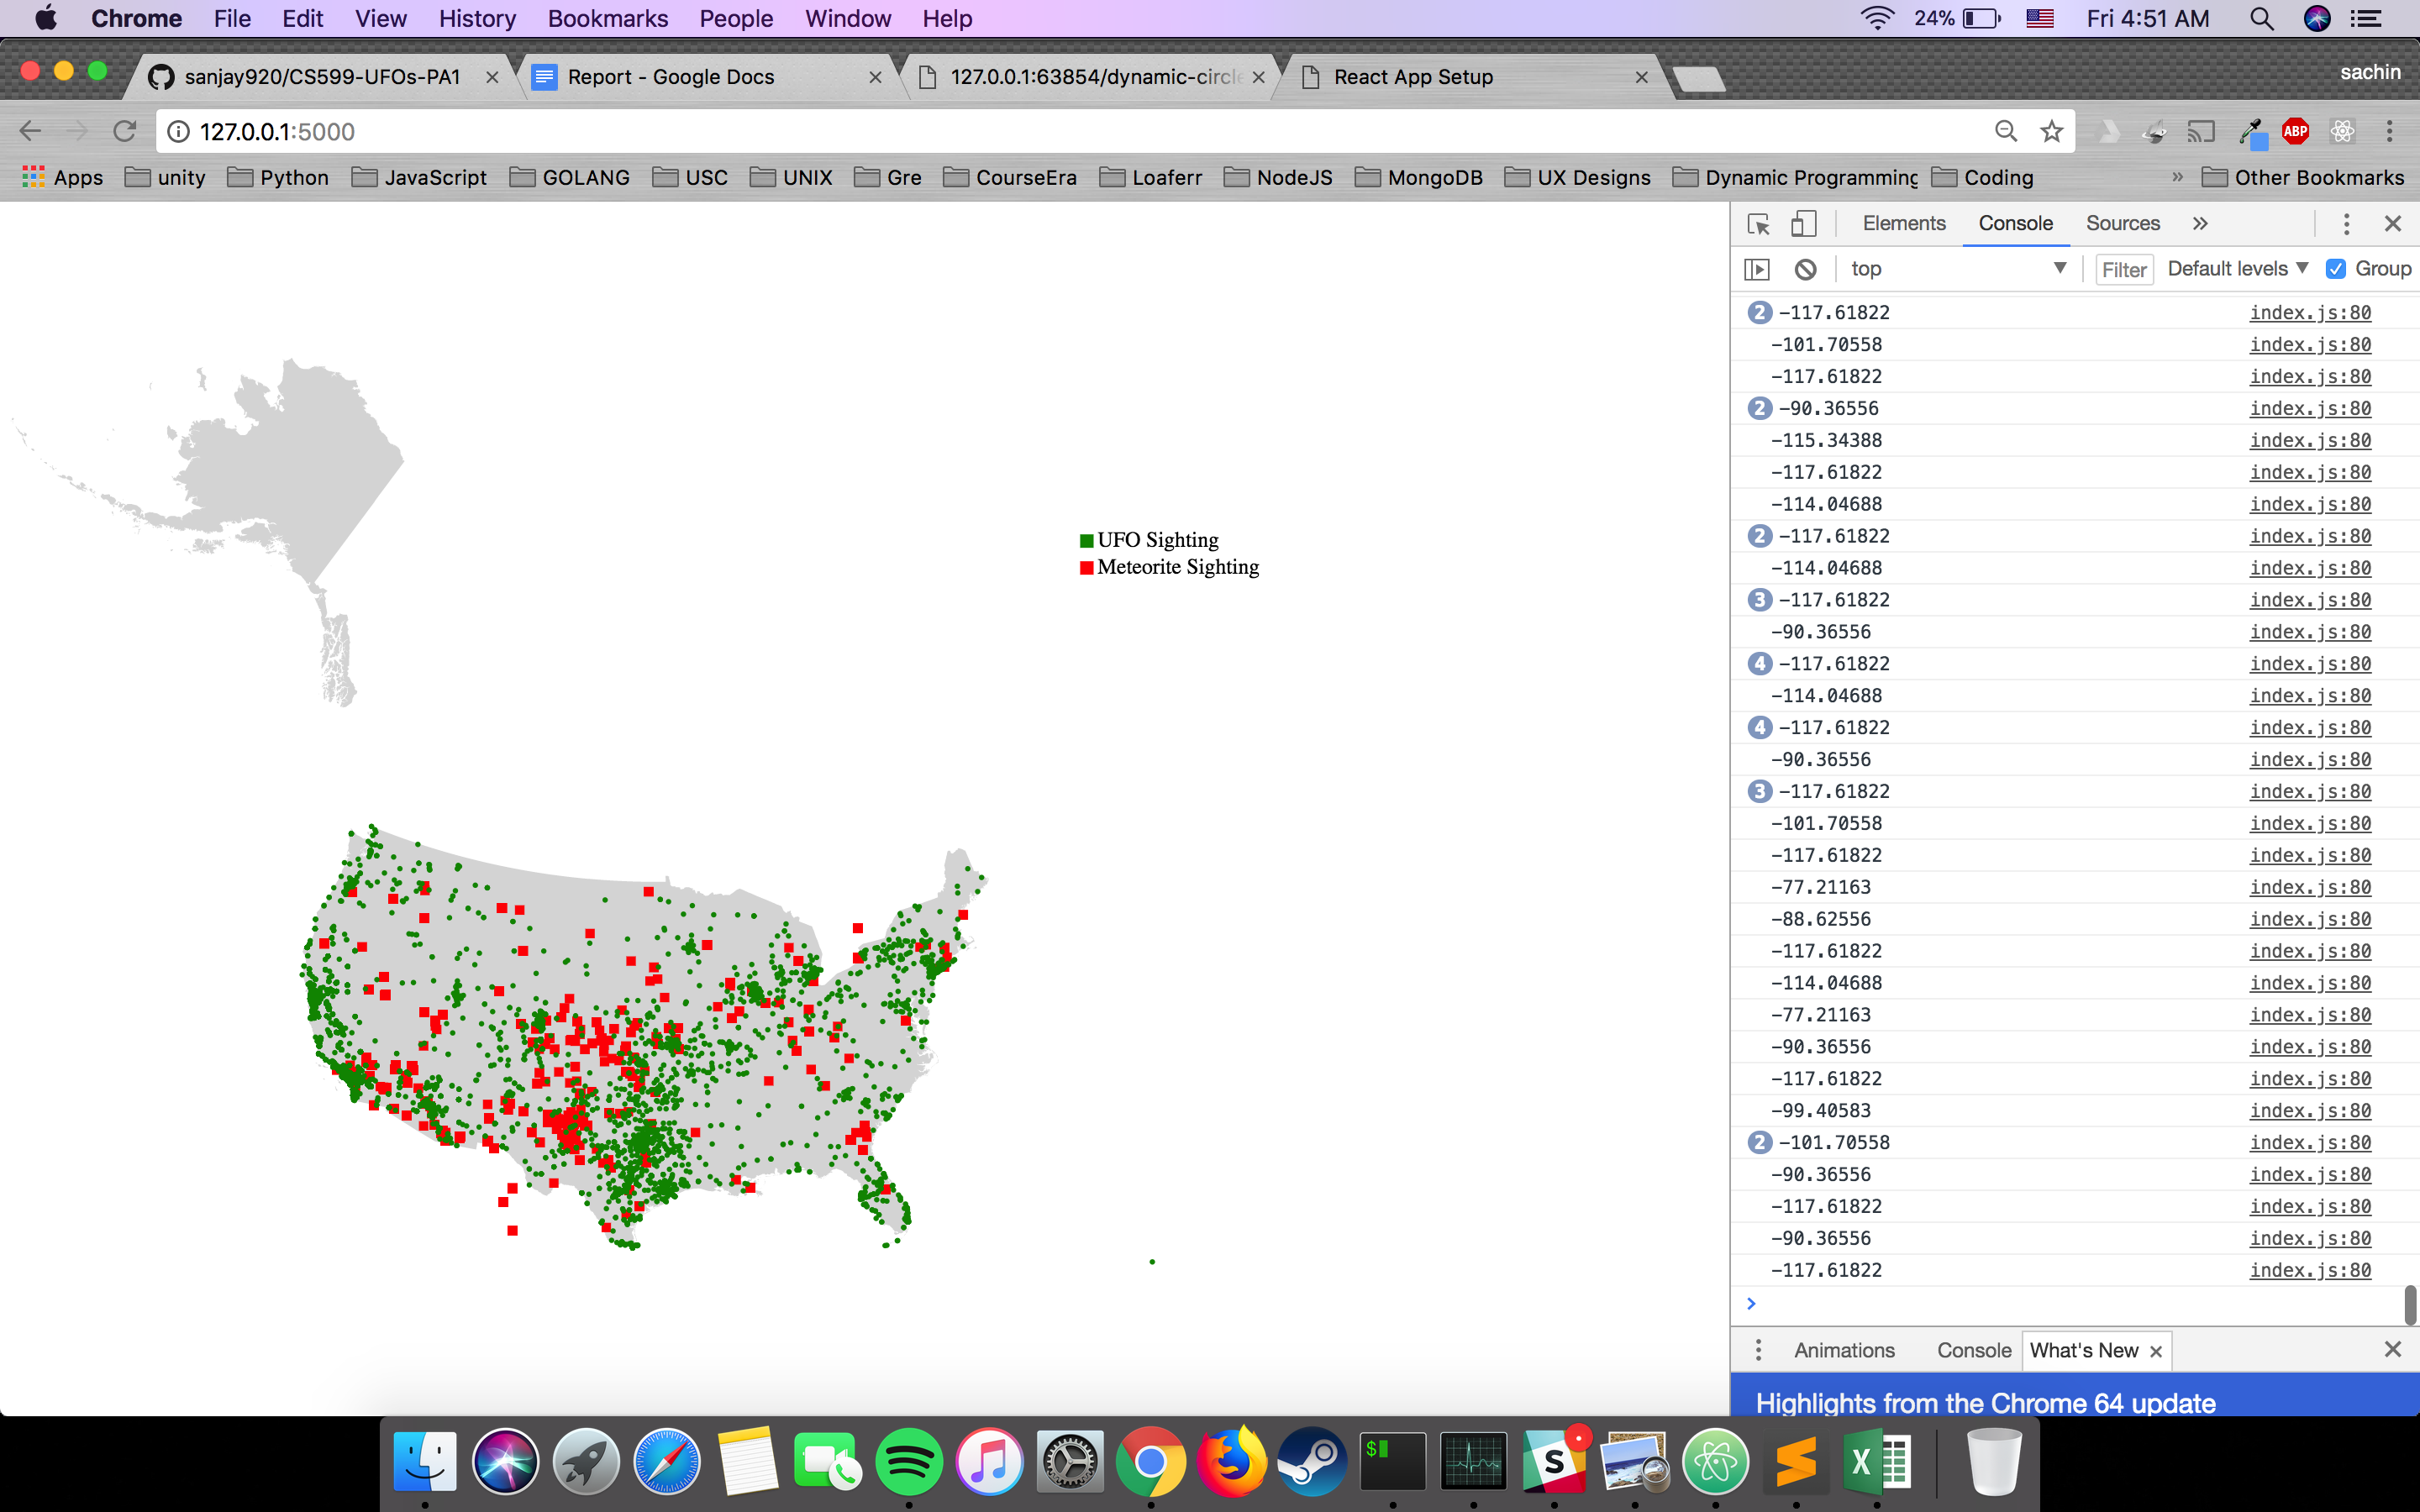 Chrome File Edit View History Bookmarks People Window Help 24% Fri 4:51 AM
sanjay920/CS599-UFOs-PA1 Report - Google Docs 127.0.0.1:63854/dynamic-circle React App Setup sachin
127.0.0.1:5000 ABP
Apps unity Python JavaScript GOLANG USC UNIX Gre CourseEra Loaferr NodeJS MongoDB UX Designs Dynamic Programming Coding » Other Bookmarks
UFO Sighting
Meteorite Sighting
Elements Console Sources »
top Filter Default levels Group
2 -117.61822 index.js:80
-101.70558 index.js:80
-117.61822 index.js:80
2 -90.36556 index.js:80
-115.34388 index.js:80
-117.61822 index.js:80
-114.04688 index.js:80
2 -117.61822 index.js:80
-114.04688 index.js:80
3 -117.61822 index.js:80
-90.36556 index.js:80
4 -117.61822 index.js:80
-114.04688 index.js:80
4 -117.61822 index.js:80
-90.36556 index.js:80
3 -117.61822 index.js:80
-101.70558 index.js:80
-117.61822 index.js:80
-77.21163 index.js:80
-88.62556 index.js:80
-117.61822 index.js:80
-114.04688 index.js:80
-77.21163 index.js:80
-90.36556 index.js:80
-117.61822 index.js:80
-99.40583 index.js:80
2 -101.70558 index.js:80
-90.36556 index.js:80
-117.61822 index.js:80
-90.36556 index.js:80
-117.61822 index.js:80
Animations Console What's New
Highlights from the Chrome 64 update